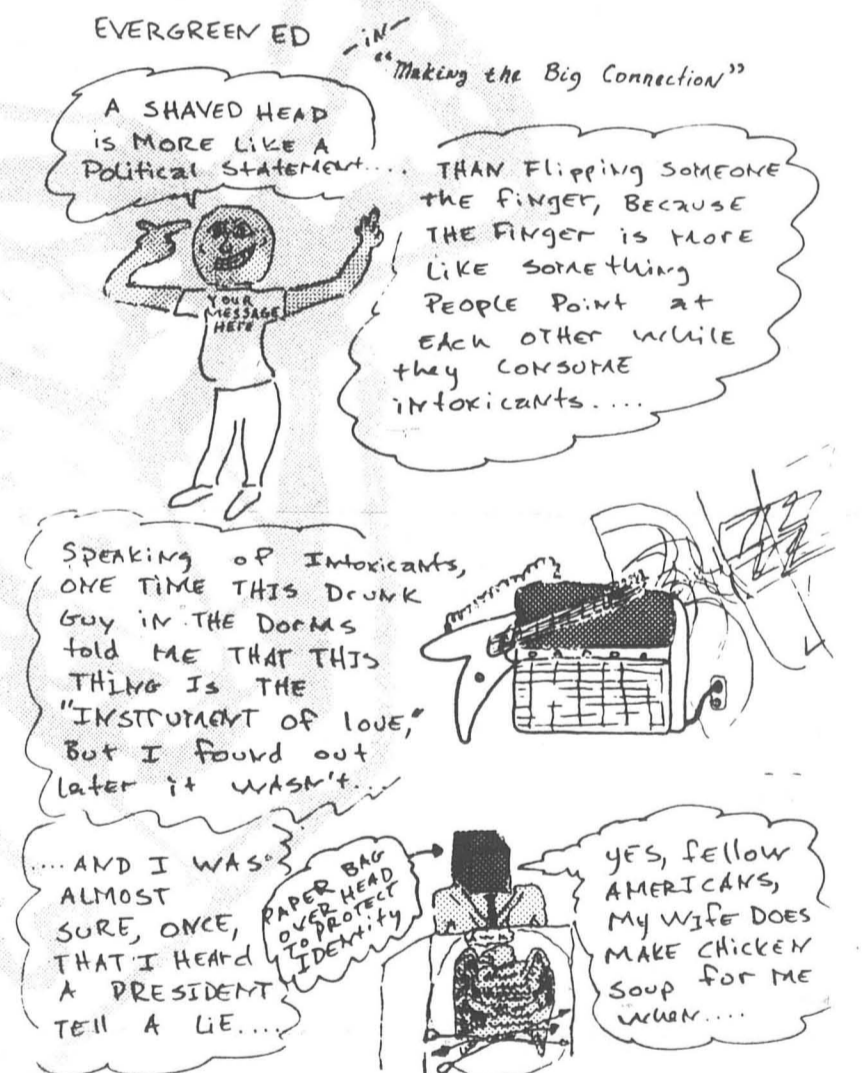 EVERGREEN ED
-iN-
"Making the Big Connection"
A SHAVED HEAD
iS MORE LiKE A
Political Statement....
THAN Flipping SOMEONE
the finger, BECAUSE
THE Finger is More
Like Something
PEOPLE Point at
EAch OTHER while
they CONSUME
intoxicants....
YOUR
MESSAGE
HERE
SPEAKiNg of Intoxicants,
ONE TiME THiS Drunk
Guy iN THE Dorms
told ME THAT THiS
THiNG Is THE
"INSTRUMENT of love,"
But I found out
Later it wASN't...
....AND I WAS
ALMOST
SURE, ONCE,
THAT I HEArd
A PRESIDENT
TEll A LiE....
PAPER BAG
OVER HEAD
TO PROTECT
IDENtity
YES, fellow
AMERICANS,
My WIfE DOES
MAKE CHICKEN
Soup for ME
wheN....